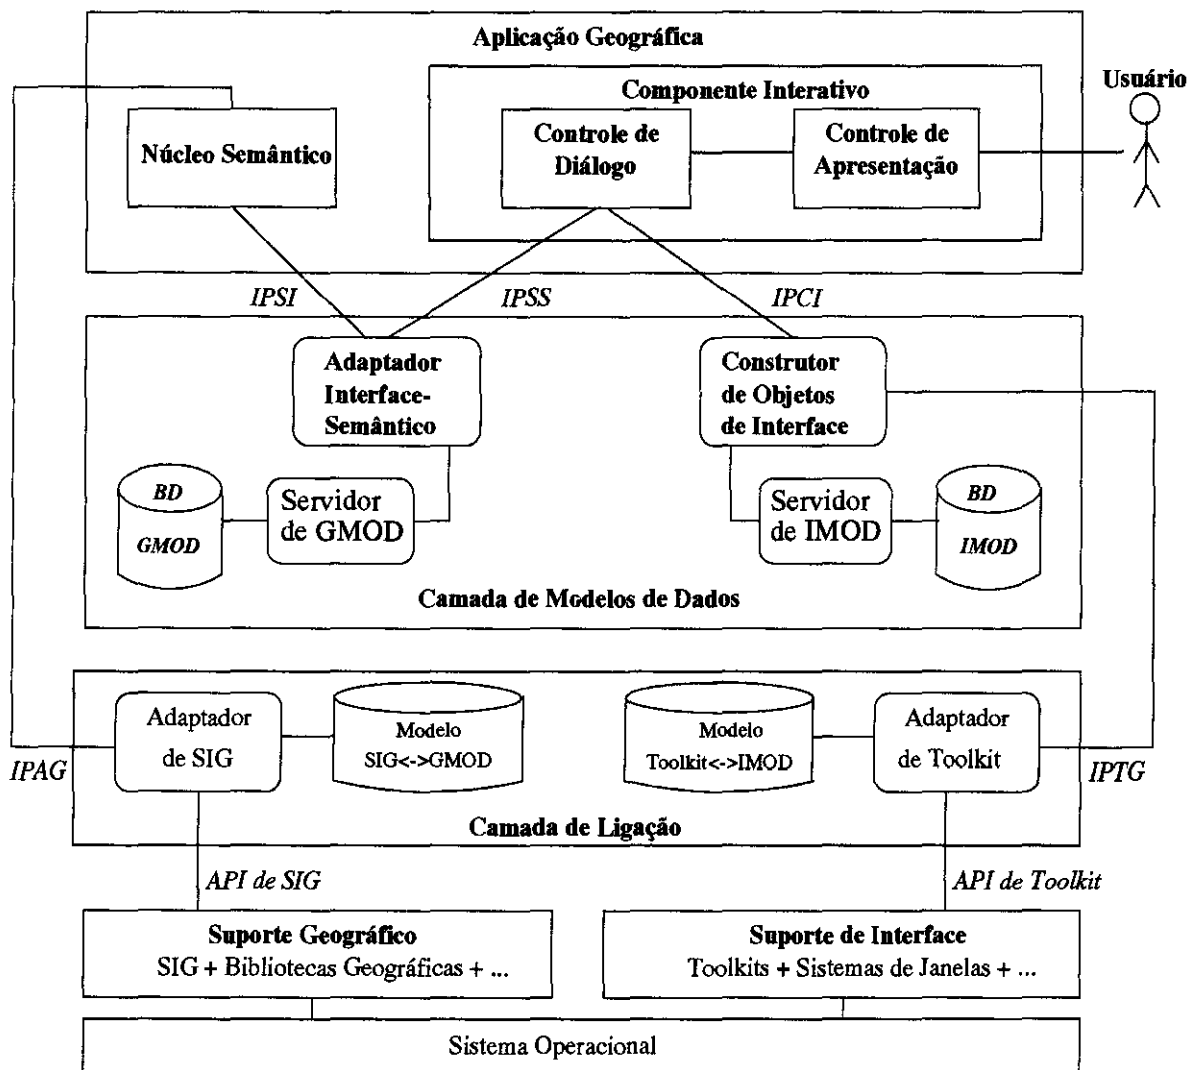 Aplicação Geográfica
Componente Interativo
Usuário
Núcleo Semântico
Controle de
Diálogo
Controle de
Apresentação
IPSI
IPSS
IPCI
Adaptador
Interface-
Semântico
Construtor
de Objetos
de Interface
BD
GMOD
Servidor
de GMOD
Servidor
de IMOD
BD
IMOD
Camada de Modelos de Dados
Adaptador
de SIG
Modelo
SIG<->GMOD
Modelo
Toolkit<->IMOD
Adaptador
de Toolkit
IPAG
IPTG
Camada de Ligação
API de SIG
API de Toolkit
Suporte Geográfico
SIG + Bibliotecas Geográficas + ...
Suporte de Interface
Toolkits + Sistemas de Janelas + ...
Sistema Operacional